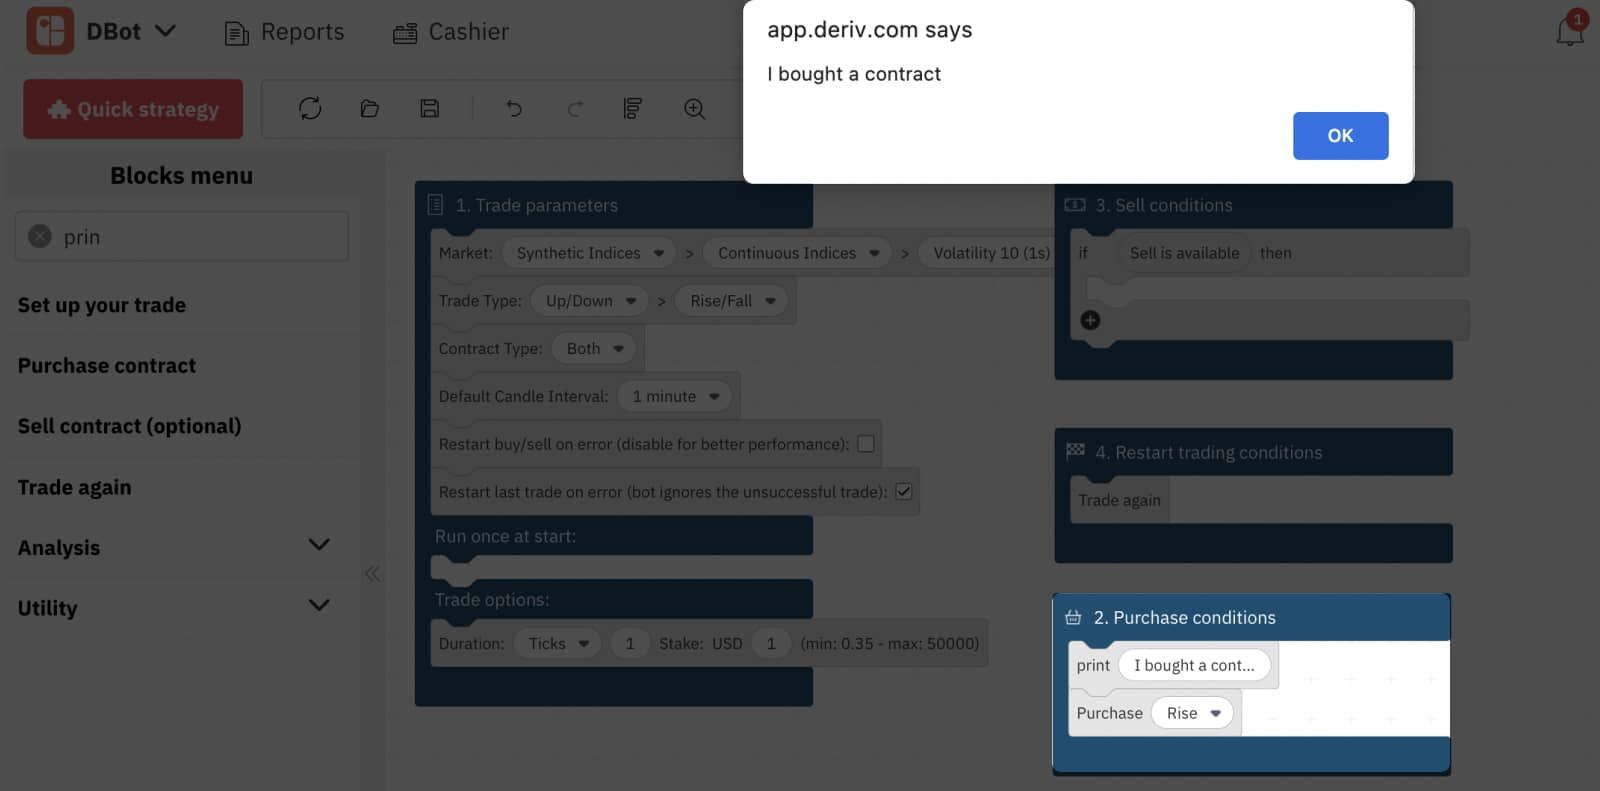 DBot
Reports
Cashier
app.deriv.com says
I bought a contract
OK
1
Quick strategy
Blocks menu
prin
Set up your trade
Purchase contract
Sell contract (optional)
Trade again
Analysis
Utility
1. Trade parameters
Market: Synthetic Indices > Continuous Indices > Volatility 10 (1s)
Trade Type: Up/Down > Rise/Fall
Contract Type: Both
Default Candle Interval: 1 minute
Restart buy/sell on error (disable for better performance):
Restart last trade on error (bot ignores the unsuccessful trade):
Run once at start:
Trade options:
Duration: Ticks 1 Stake: USD 1 (min: 0.35 - max: 50000)
3. Sell conditions
if Sell is available then
4. Restart trading conditions
Trade again
2. Purchase conditions
print I bought a cont...
Purchase Rise